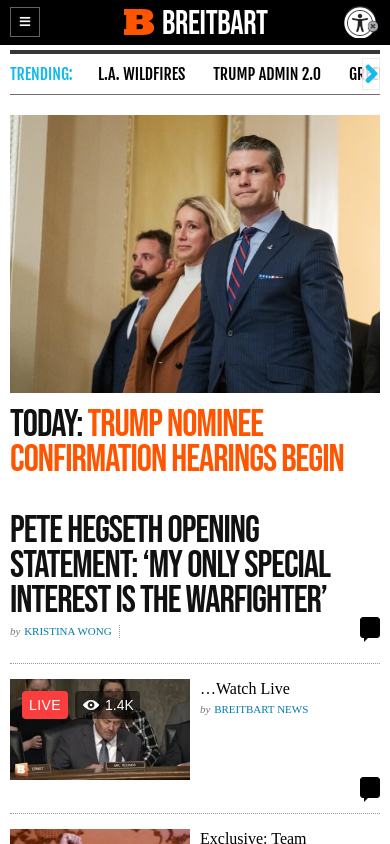 BREITBART
TRENDING: L.A. WILDFIRES TRUMP ADMIN 2.0
TODAY: TRUMP NOMINEE
CONFIRMATION HEARINGS BEGIN
PETE HEGSETH OPENING
STATEMENT: ‘MY ONLY SPECIAL
INTEREST IS THE WARFIGHTER’
by KRISTINA WONG
LIVE 1.4K
…Watch Live
by BREITBART NEWS
Exclusive: Team